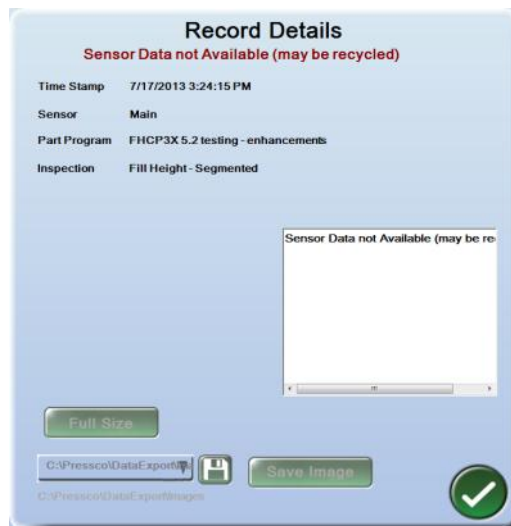 Record Details
Sensor Data not Available (may be recycled)
Time Stamp 7/17/2013 3:24:15 PM
Sensor Main
Part Program FHCP3X 5.2 testing - enhancements
Inspection Fill Height - Segmented
Sensor Data not Available (may be re
Full Size
C:\Pressco\DataExport\
Save Image
C:\Pressco\DataExport\Images